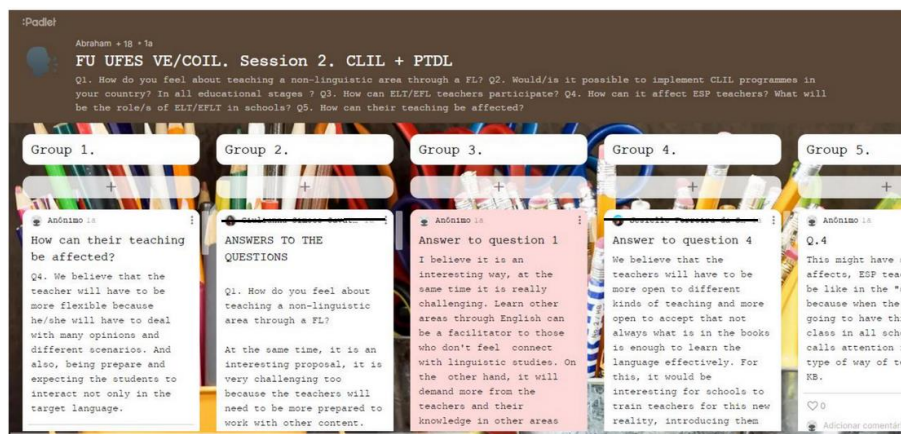 :Padlet
Abraham + 18 • 1a
FU UFES VE/COIL. Session 2. CLIL + PTDL
Q1. How do you feel about teaching a non-linguistic area through a FL? Q2. Would/is it possible to implement CLIL programmes in
your country? In all educational stages ? Q3. How can ELT/EFL teachers participate? Q4. How can it affect ESP teachers? What will
be the role/s of ELT/EFLT in schools? Q5. How can their teaching be affected?
Group 1.
+
Anônimo 1a
How can their teaching
be affected?
Q4. We believe that the
teacher will have to be
more flexible because
he/she will have to deal
with many opinions and
different scenarios. And
also, being prepare and
expecting the students to
interact not only in the
target language.
Group 2.
+
ANSWERS TO THE
QUESTIONS
Q1. How do you feel about
teaching a non-linguistic
area through a FL?
At the same time, it is an
interesting proposal, it is
very challenging too
because the teachers will
need to be more prepared to
work with other content.
Group 3.
+
Anônimo 1a
Answer to question 1
I believe it is an
interesting way, at the
same time it is really
challenging. Learn other
areas through English can
be a facilitator to those
who don't feel connect
with linguistic studies. On
the other hand, it will
demand more from the
teachers and their
knowledge in other areas
Group 4.
+
Answer to question 4
We believe that the
teachers will have to be
more open to different
kinds of teaching and more
open to accept that not
always what is in the books
is enough to learn the
language effectively. For
this, it would be
interesting for schools to
train teachers for this new
reality, introducing them
Group 5.
+
Anônimo 1a
Q.4
This might have
affects, ESP
be like in the
because when the
going to have
class in all
calls attention
type of way of
KB.
0
Adicionar